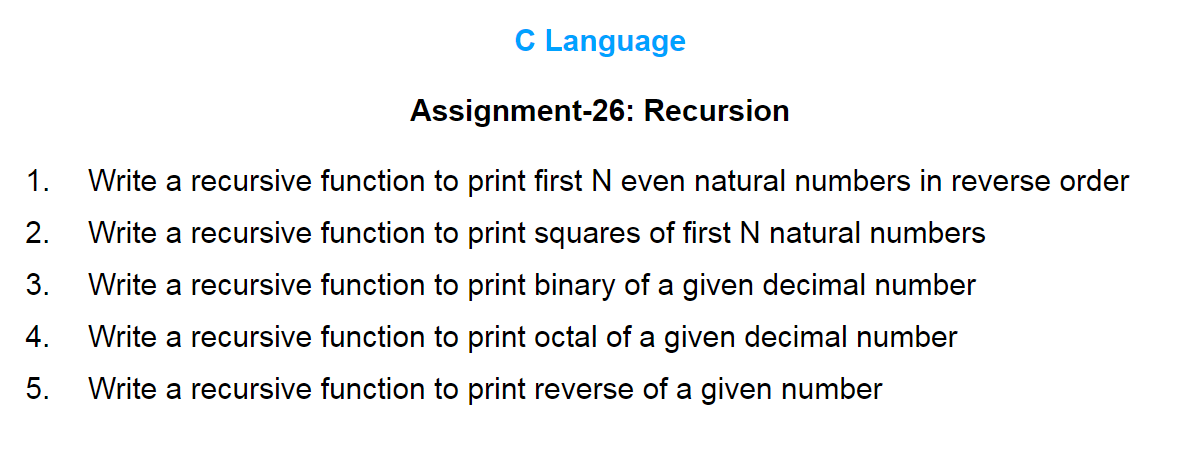 C Language
Assignment-26: Recursion
1. Write a recursive function to print first N even natural numbers in reverse order
2. Write a recursive function to print squares of first N natural numbers
3. Write a recursive function to print binary of a given decimal number
4. Write a recursive function to print octal of a given decimal number
5. Write a recursive function to print reverse of a given number